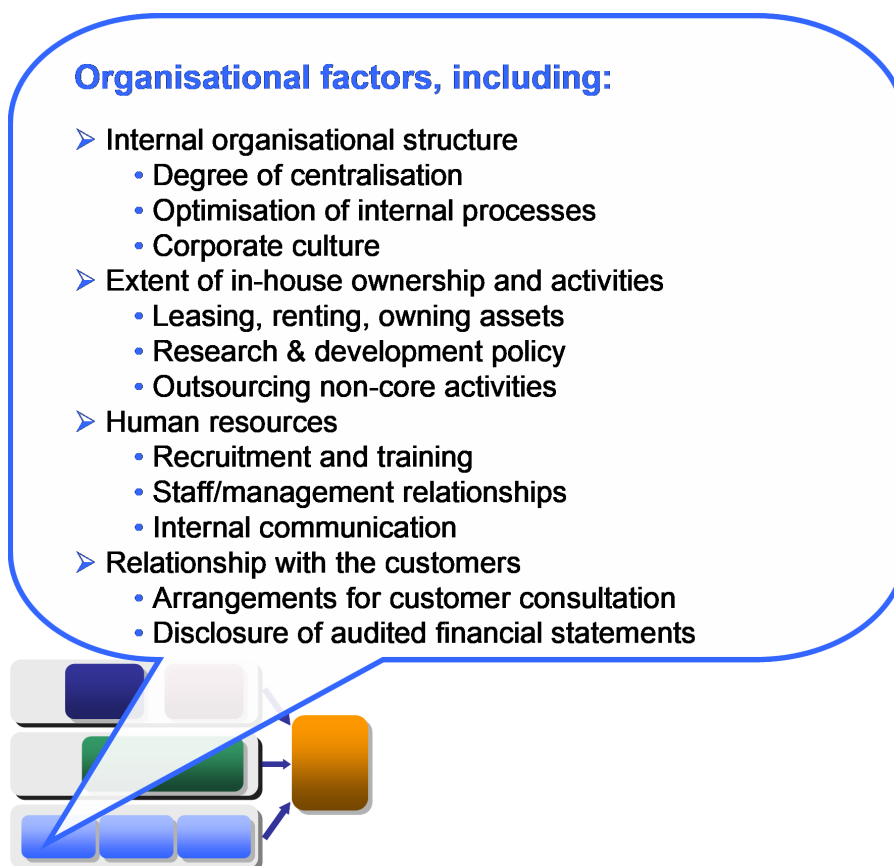 Organisational factors, including:
➢ Internal organisational structure
• Degree of centralisation
• Optimisation of internal processes
• Corporate culture
➢ Extent of in-house ownership and activities
• Leasing, renting, owning assets
• Research & development policy
• Outsourcing non-core activities
➢ Human resources
• Recruitment and training
• Staff/management relationships
• Internal communication
➢ Relationship with the customers
• Arrangements for customer consultation
• Disclosure of audited financial statements